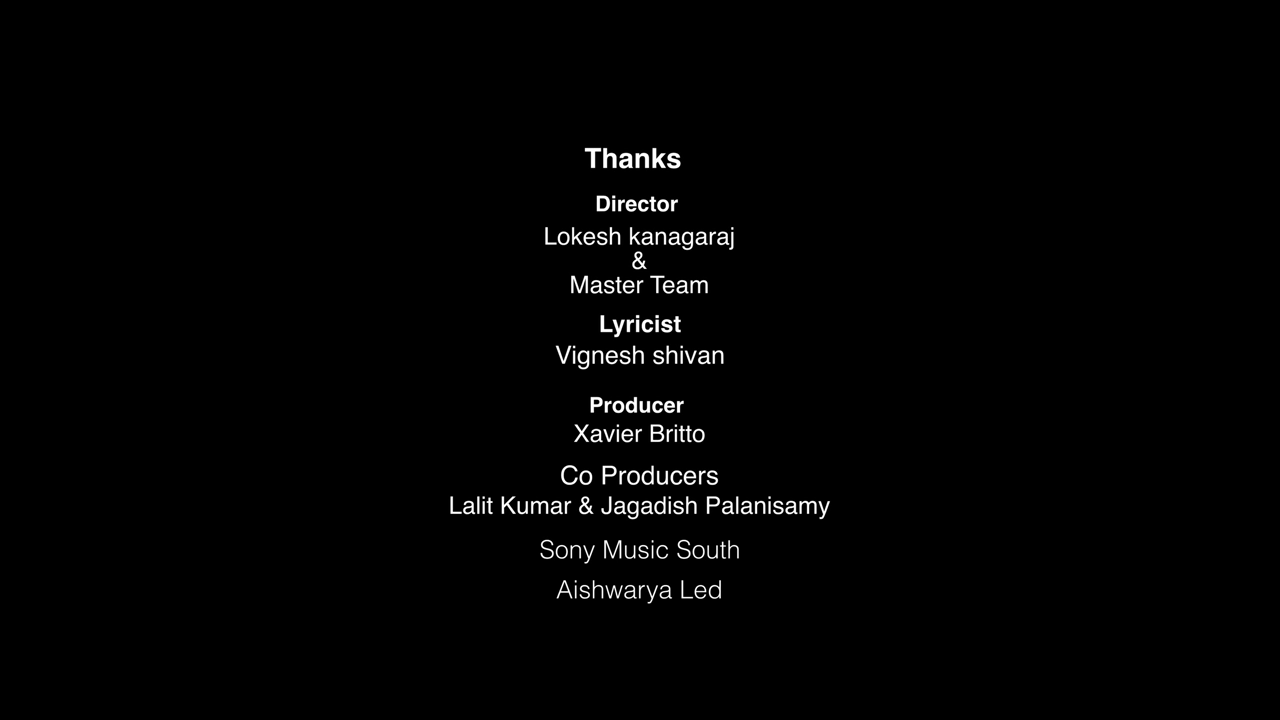 Thanks
Director
Lokesh kanagaraj
&
Master Team
Lyricist
Vignesh shivan
Producer
Xavier Britto
Co Producers
Lalit Kumar & Jagadish Palanisamy
Sony Music South
Aishwarya Led